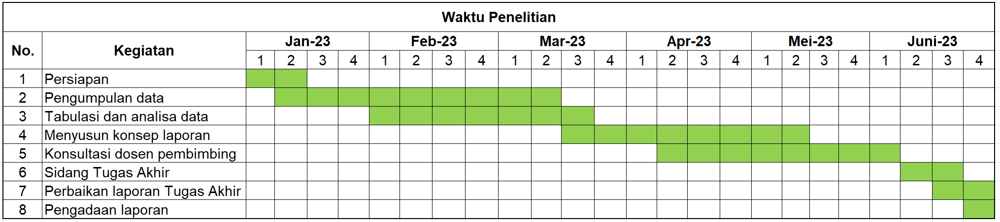 Waktu Penelitian
No. Kegiatan Jan-23 Feb-23 Mar-23 Apr-23 Mei-23 Juni-23
1 2 3 4 1 2 3 4 1 2 3 4 1 2 3 4 1 2 3 4 1 2 3 4
1 Persiapan
2 Pengumpulan data
3 Tabulasi dan analisa data
4 Menyusun konsep laporan
5 Konsultasi dosen pembimbing
6 Sidang Tugas Akhir
7 Perbaikan laporan Tugas Akhir
8 Pengadaan laporan